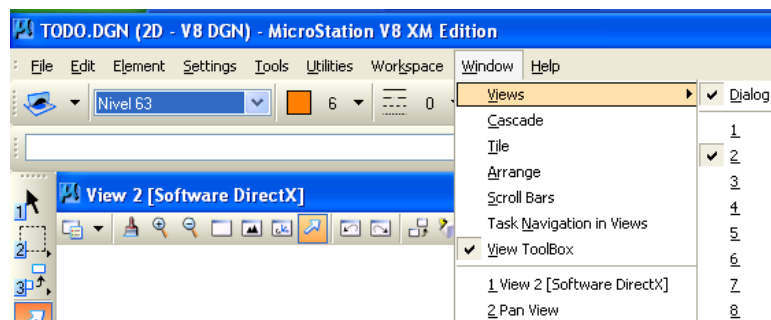 TODO.DGN (2D - V8 DGN) - MicroStation V8 XM Edition
File Edit Element Settings Tools Utilities Workspace Window Help
Nivel 63 6 0
Views
Cascade
Tile
Arrange
Scroll Bars
Task Navigation in Views
View ToolBox
1 View 2 [Software DirectX]
2 Pan View
Dialog
1
2
3
4
5
6
7
8
View 2 [Software DirectX]
1
2
3